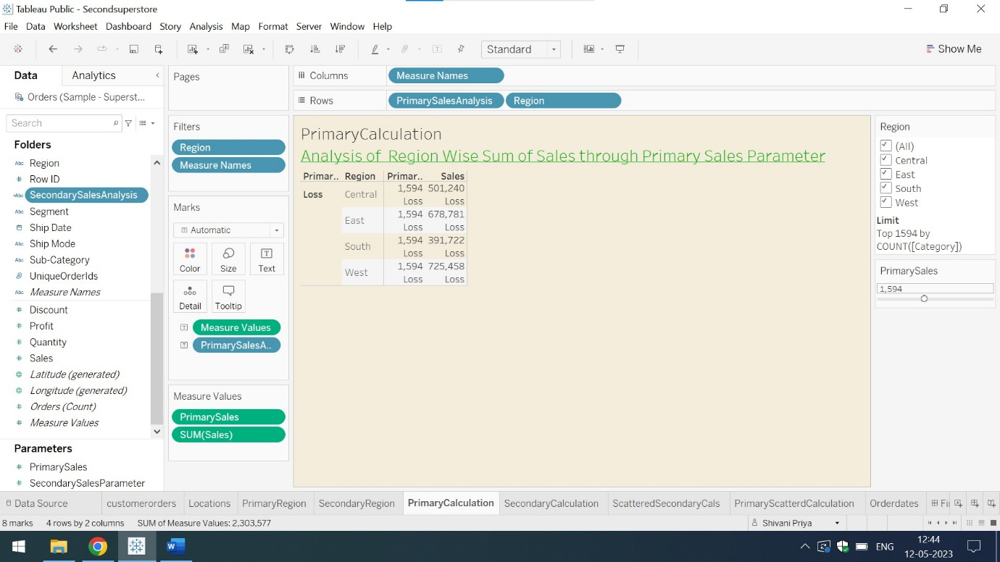 Tableau Public - Secondsuperstore
File Data Worksheet Dashboard Story Analysis Map Format Server Window Help
Standard
Show Me
Data Analytics
Orders (Sample - Superst...
Search
Folders
Abc Region
# Row ID
=Abc SecondarySalesAnalysis
Abc Segment
Ship Date
Abc Ship Mode
Abc Sub-Category
UniqueOrderIds
Abc Measure Names
# Discount
# Profit
# Quantity
# Sales
Latitude (generated)
Longitude (generated)
# Orders (Count)
# Measure Values
Parameters
# PrimarySales
# SecondarySalesParameter
Pages
Filters
Region
Measure Names
Marks
Automatic
Color Size Text
Detail Tooltip
Measure Values
PrimarySalesA..
Measure Values
PrimarySales
SUM(Sales)
Columns Measure Names
Rows PrimarySalesAnalysis Region
PrimaryCalculation
Analysis of Region Wise Sum of Sales through Primary Sales Parameter
Primar.. Region Primar.. Sales
Loss Central 1,594 501,240
Loss Loss
East 1,594 678,781
Loss Loss
South 1,594 391,722
Loss Loss
West 1,594 725,458
Loss Loss
Region
(All)
Central
East
South
West
Limit
Top 1594 by
COUNT([Category])
PrimarySales
1,594
Data Source customerorders Locations PrimaryRegion SecondaryRegion PrimaryCalculation SecondaryCalculation ScatteredSecondaryCals PrimaryScatterdCalculation Orderdates Fi
8 marks 4 rows by 2 columns SUM of Measure Values: 2,303,577
Shivani Priya
W
ENG
12:44
12-05-2023